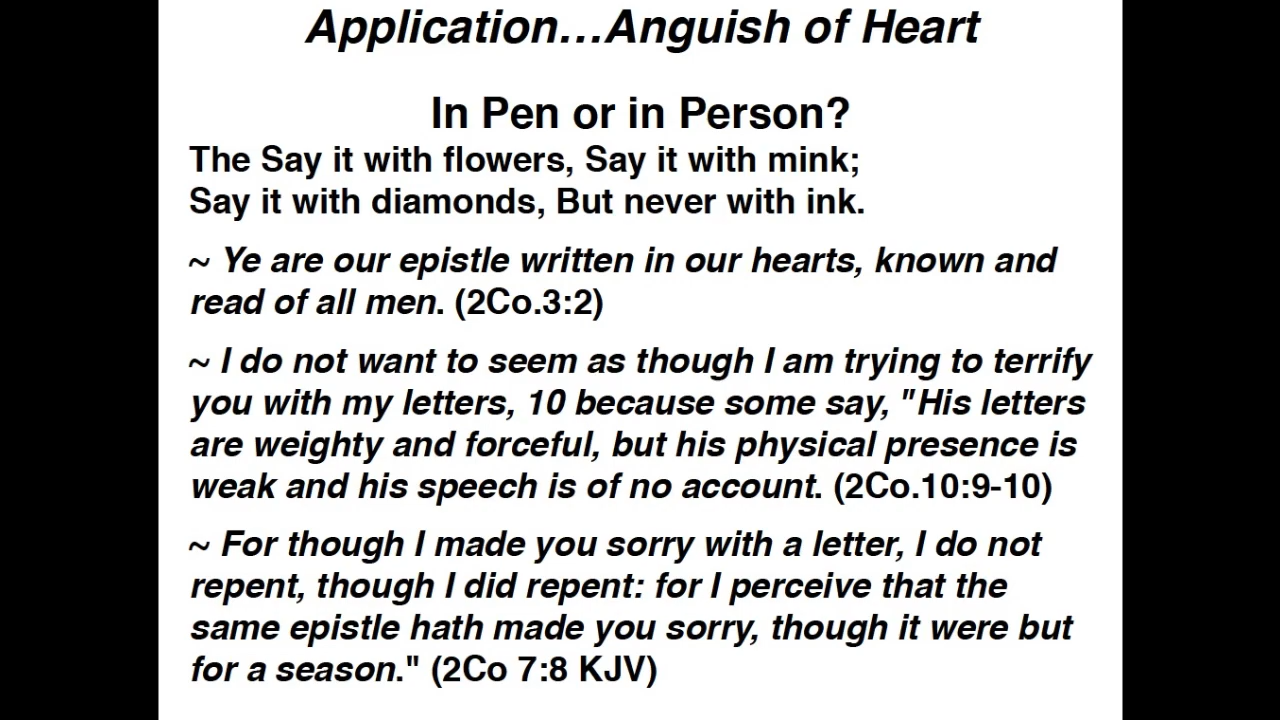 Application...Anguish of Heart
In Pen or in Person?
The Say it with flowers, Say it with mink;
Say it with diamonds, But never with ink.
~ Ye are our epistle written in our hearts, known and
read of all men. (2Co.3:2)
~ I do not want to seem as though I am trying to terrify
you with my letters, 10 because some say, "His letters
are weighty and forceful, but his physical presence is
weak and his speech is of no account. (2Co.10:9-10)
~ For though I made you sorry with a letter, I do not
repent, though I did repent: for I perceive that the
same epistle hath made you sorry, though it were but
for a season." (2Co 7:8 KJV)